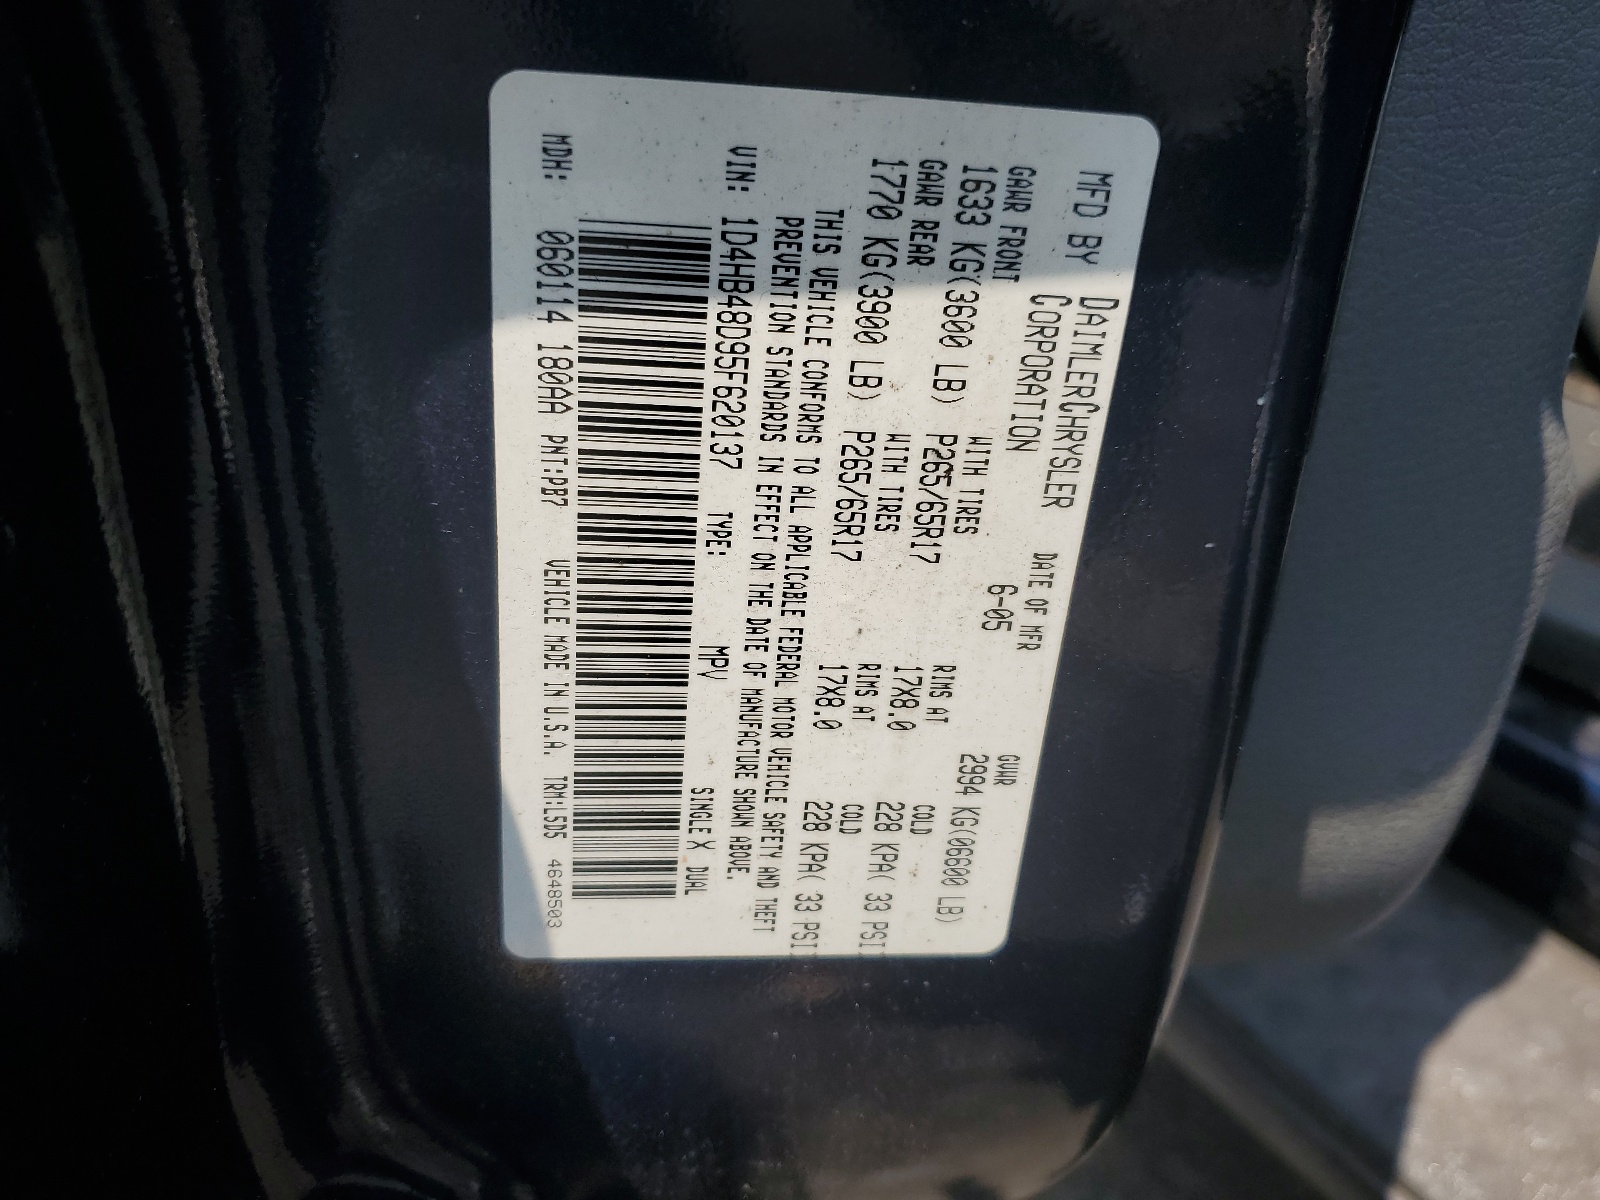 MFD BY DAIMLERCHRYSLER CORPORATION DATE OF MFR 6-05 GVWR 2994 KG(06600 LB)
GAWR FRONT WITH TIRES RIMS AT COLD
1633 KG(3600 LB) P265/65R17 17X8.0 228 KPA( 33 PSI
GAWR REAR WITH TIRES RIMS AT COLD
1770 KG(3900 LB) P265/65R17 17X8.0 228 KPA( 33 PSI
THIS VEHICLE CONFORMS TO ALL APPLICABLE FEDERAL MOTOR VEHICLE SAFETY AND THEFT
PREVENTION STANDARDS IN EFFECT ON THE DATE OF MANUFACTURE SHOWN ABOVE.
VIN: 1D4HB48D95F620137 TYPE: MPV SINGLE X DUAL
MDH: 060114 180AA PNT:PB7 VEHICLE MADE IN U.S.A. TRM:L5D5 4648503